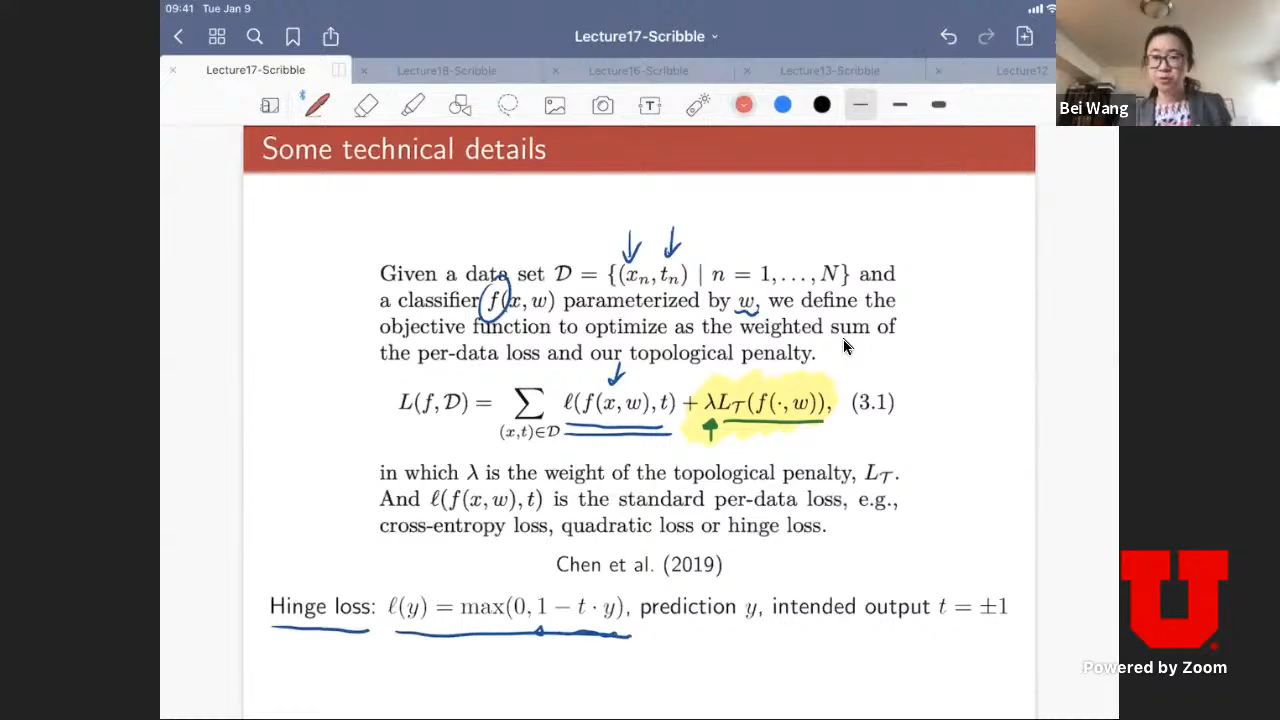 09:41 Tue Jan 9
Lecture17-Scribble
Lecture17-Scribble
Lecture18-Scribble
Lecture16-Scribble
Lecture13-Scribble
Lecture12
T
Bei Wang
Some technical details
Given a data set 𝒟 = {(xₙ, tₙ) | n = 1, . . . , N} and
a classifier f(x, w) parameterized by w, we define the
objective function to optimize as the weighted sum of
the per-data loss and our topological penalty.
L(f, 𝒟) = ∑_{(x,t)∈𝒟} ℓ(f(x, w), t) + λL_𝒯(f(·, w)), (3.1)
in which λ is the weight of the topological penalty, L_𝒯.
And ℓ(f(x, w), t) is the standard per-data loss, e.g.,
cross-entropy loss, quadratic loss or hinge loss.
Chen et al. (2019)
Hinge loss: ℓ(y) = max(0, 1 − t · y), prediction y, intended output t = ±1
U
Powered by Zoom